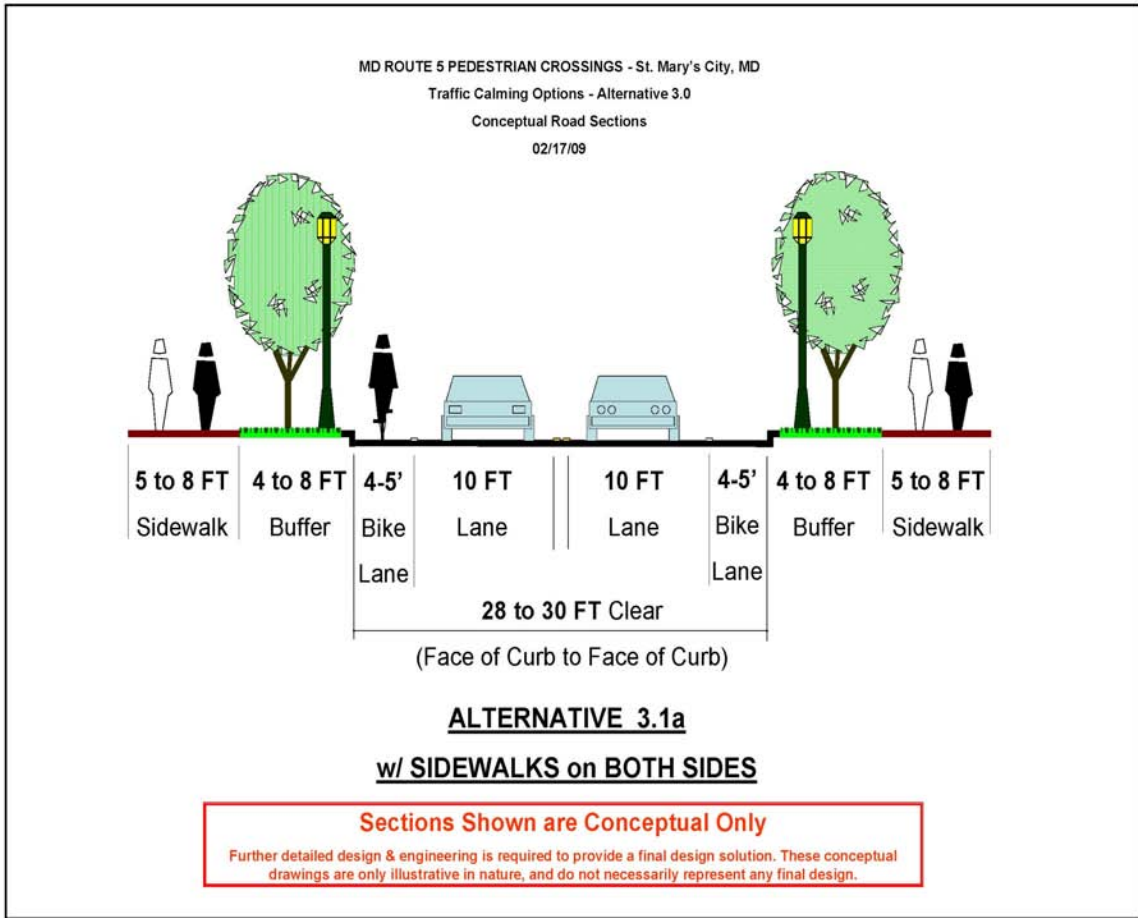 MD ROUTE 5 PEDESTRIAN CROSSINGS - St. Mary's City, MD
Traffic Calming Options - Alternative 3.0
Conceptual Road Sections
02/17/09
5 to 8 FT 4 to 8 FT 4-5' 10 FT 10 FT 4-5' 4 to 8 FT 5 to 8 FT
Sidewalk Buffer Bike Lane Lane Bike Buffer Sidewalk
Lane Lane
28 to 30 FT Clear
(Face of Curb to Face of Curb)
ALTERNATIVE 3.1a
w/ SIDEWALKS on BOTH SIDES
Sections Shown are Conceptual Only
Further detailed design & engineering is required to provide a final design solution. These conceptual
drawings are only illustrative in nature, and do not necessarily represent any final design.